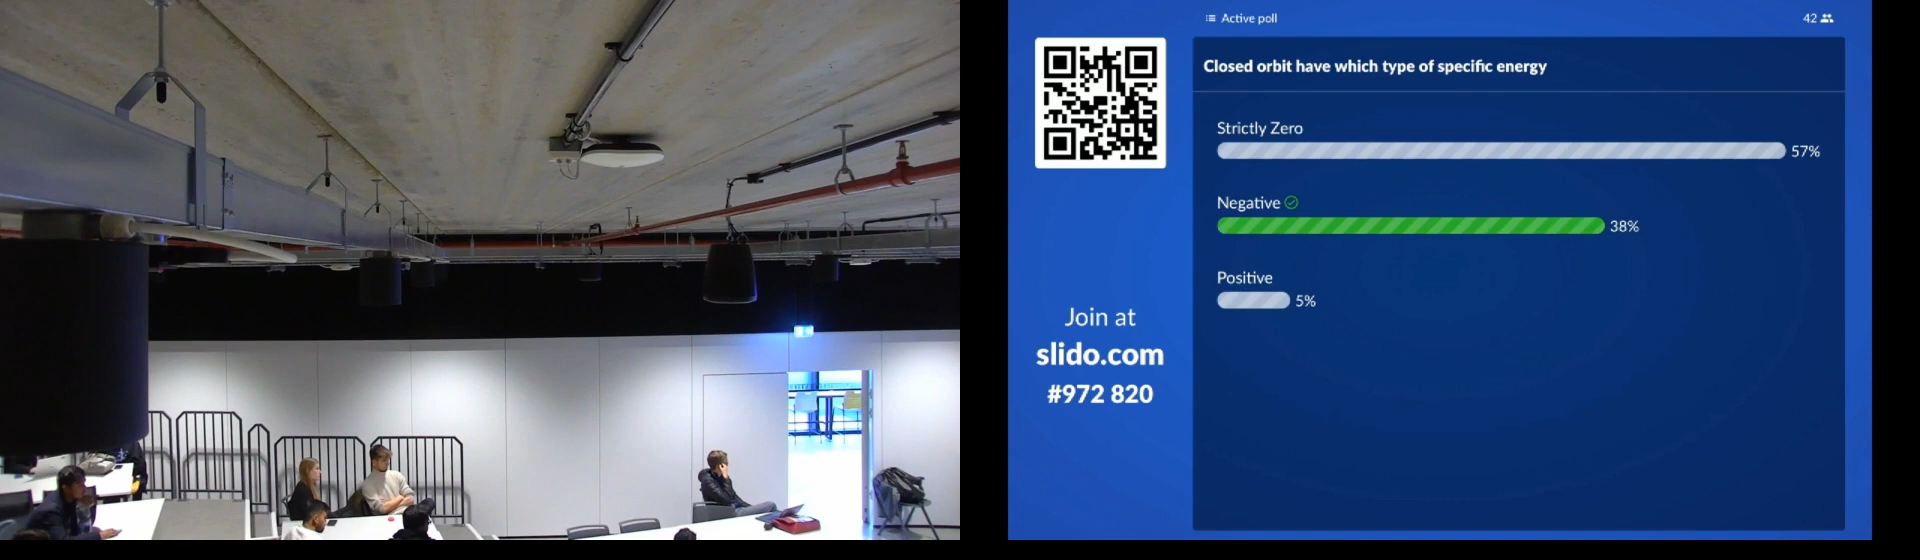 Active poll
42
Closed orbit have which type of specific energy
Strictly Zero
57%
Negative
38%
Positive
5%
Join at
slido.com
#972 820